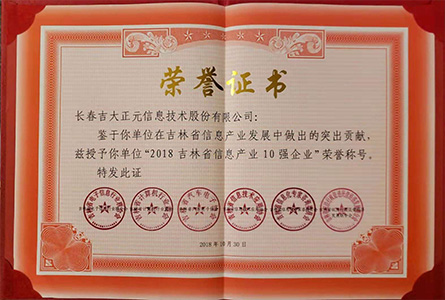 荣誉证书
长春吉大正元信息技术股份有限公司:
鉴于你单位在吉林省信息产业发展中做出的突出贡献,
兹授予你单位“2018吉林省信息产业10强企业”荣誉称号。
特发此证
2018年10月30日